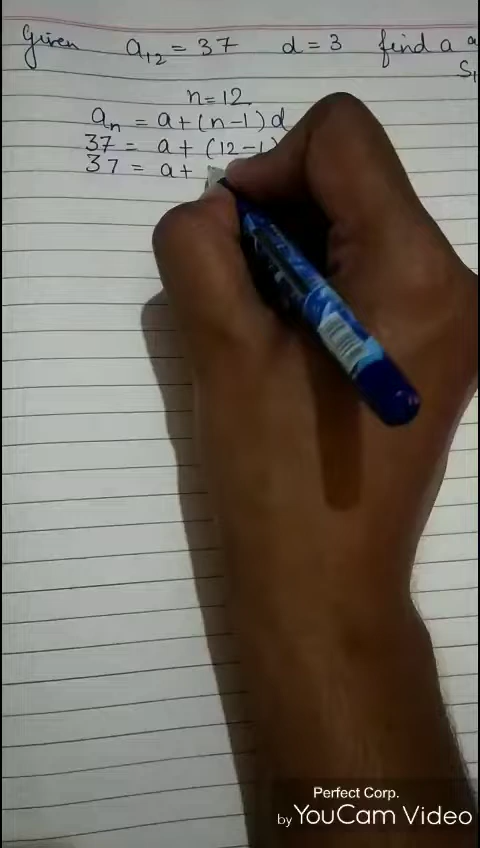 Given a₁₂ = 37 d = 3 find a
n=12
aₙ = a+(n-1)d
37 = a+(12-1)
37 = a+
Perfect Corp.
by YouCam Video